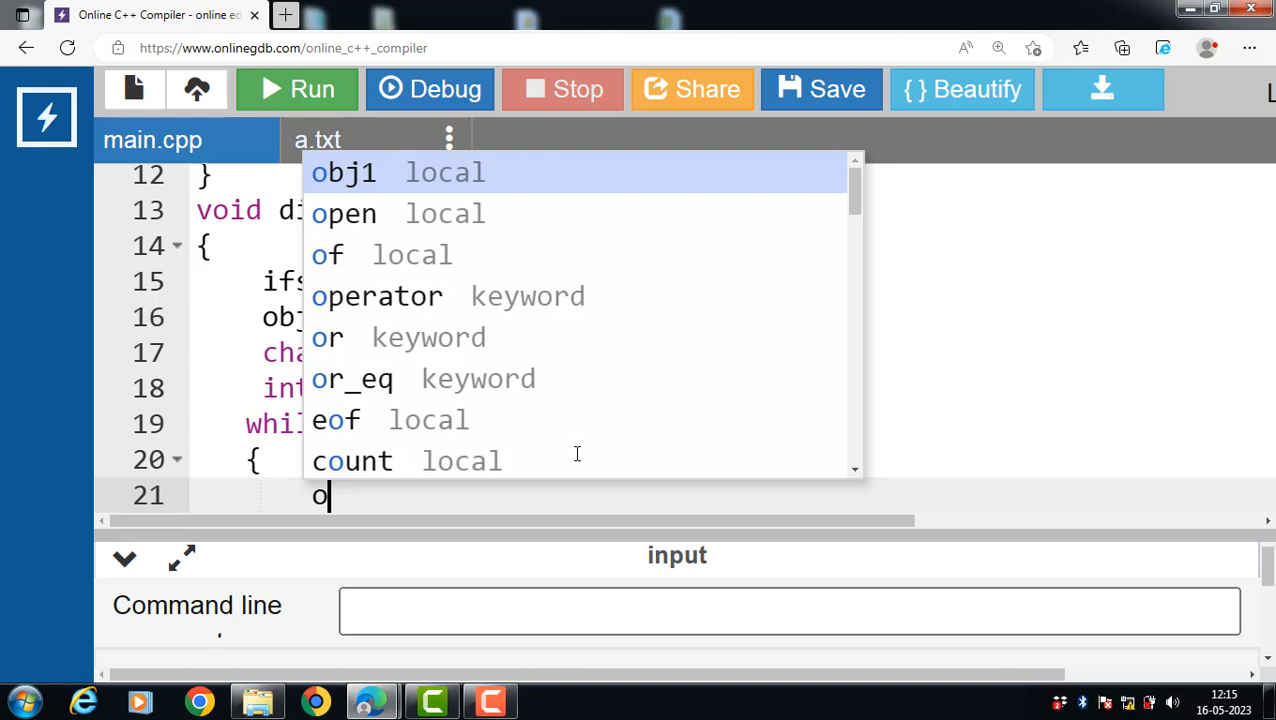 Online C++ Compiler - online ed
https://www.onlinegdb.com/online_c++_compiler
Run Debug Stop Share Save { } Beautify L
main.cpp a.txt
12 }
13 void di
14 {
15 ifs
16 obj
17 cha
18 int
19 whil
20 {
21 o
obj1 local
open local
of local
operator keyword
or keyword
or_eq keyword
eof local
count local
input
Command line
12:15
16-05-2023